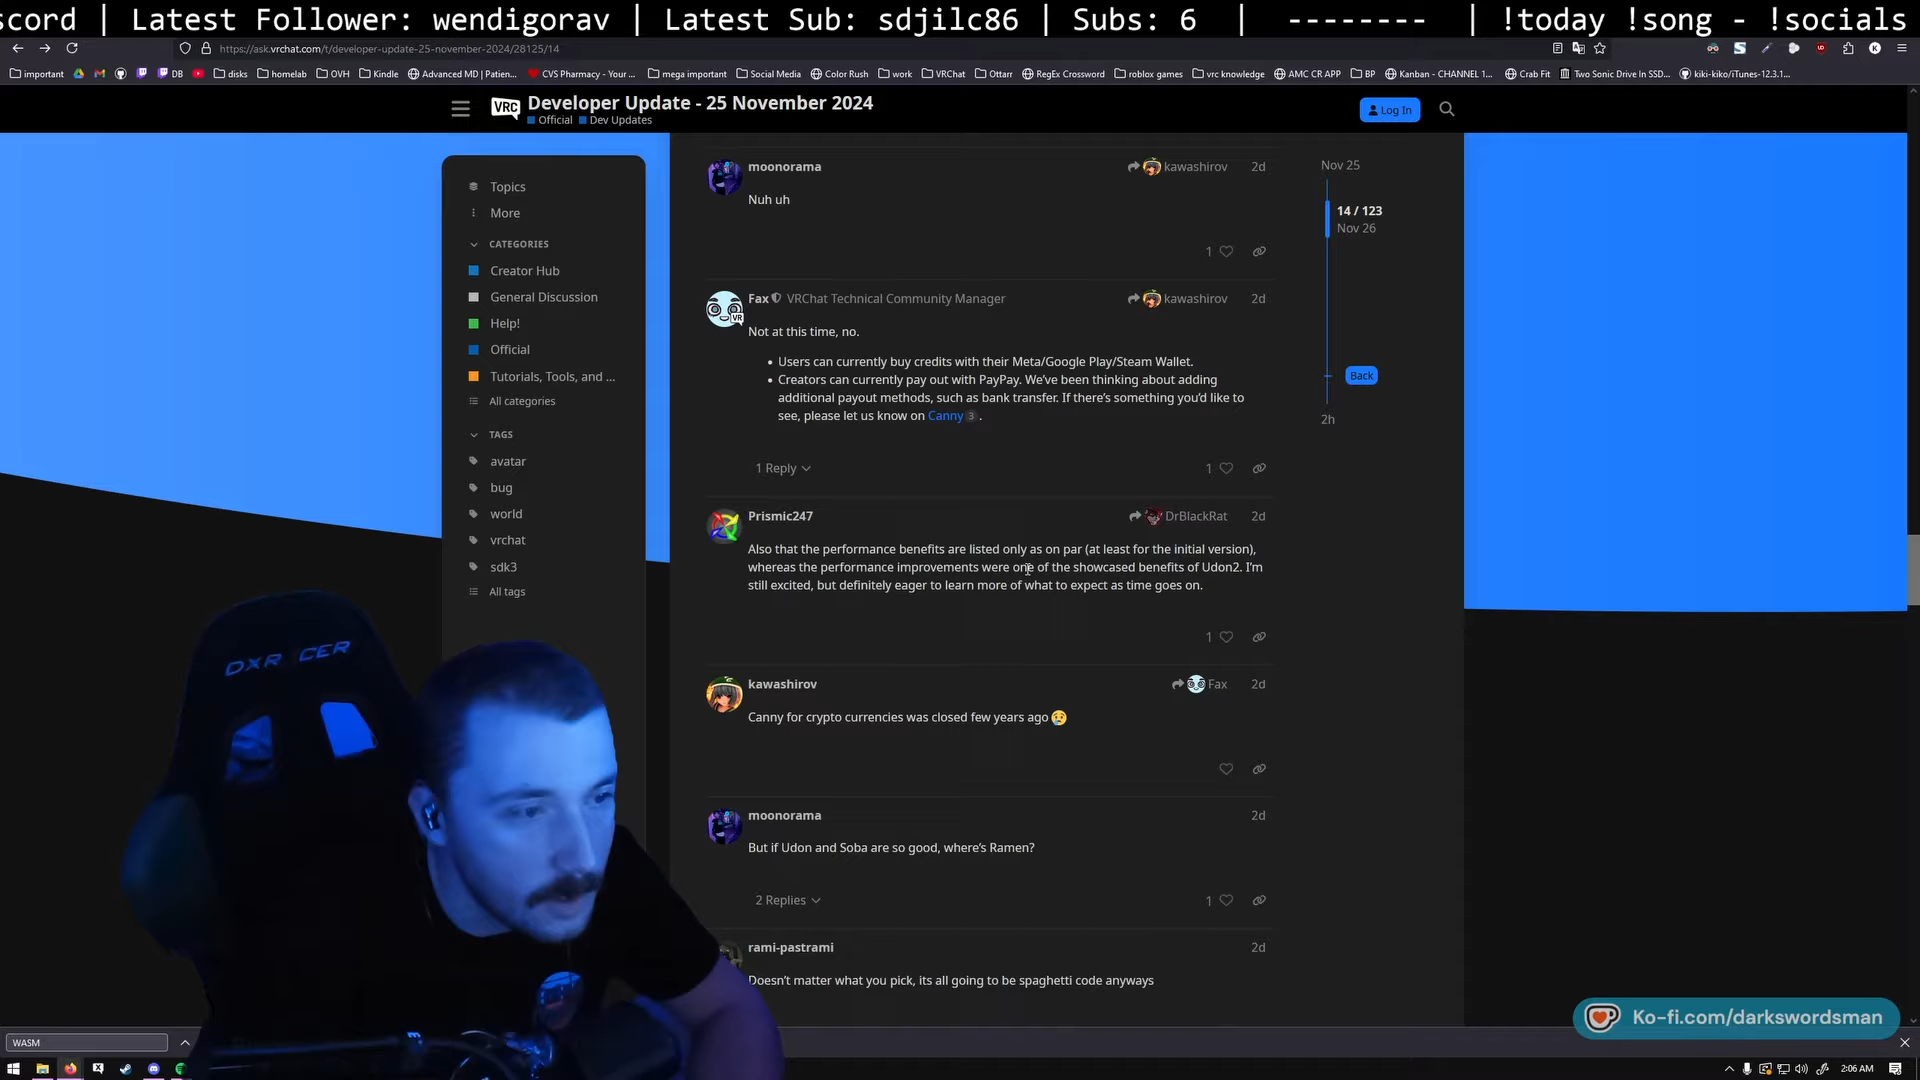 scord | Latest Follower: wendigorav | Latest Sub: sdjilc86 | Subs: 6 | -------- | !today !song - !socials
https://ask.vrchat.com/t/developer-update-25-november-2024/28125/14
important DB disks homelab OVH Kindle Advanced MD | Patien... CVS Pharmacy - Your ... mega important Social Media Color Rush work VRChat Ottarr RegEx Crossword roblox games vrc knowledge AMC CR APP BP Kanban - CHANNEL 1... Crab Fit Two Sonic Drive In SSD... kiki-kiko/iTunes-12.3.1...
VRC Developer Update - 25 November 2024
Official Dev Updates
Log In
Topics
More
CATEGORIES
Creator Hub
General Discussion
Help!
Official
Tutorials, Tools, and ...
All categories
TAGS
avatar
bug
world
vrchat
sdk3
All tags
moonorama kawashirov 2d
Nuh uh
1
Fax VRChat Technical Community Manager kawashirov 2d
Not at this time, no.
• Users can currently buy credits with their Meta/Google Play/Steam Wallet.
• Creators can currently pay out with PayPay. We've been thinking about adding
additional payout methods, such as bank transfer. If there's something you'd like to
see, please let us know on Canny 3 .
1 Reply 1
Prismic247 DrBlackRat 2d
Also that the performance benefits are listed only as on par (at least for the initial version),
whereas the performance improvements were one of the showcased benefits of Udon2. I'm
still excited, but definitely eager to learn more of what to expect as time goes on.
1
kawashirov Fax 2d
Canny for crypto currencies was closed few years ago 😢
moonorama 2d
But if Udon and Soba are so good, where's Ramen?
2 Replies 1
rami-pastrami 2d
Doesn't matter what you pick, its all going to be spaghetti code anyways
Nov 25
14 / 123
Nov 26
Back
2h
DXR CER
Ko-fi.com/darkswordsman
WASM
2:06 AM